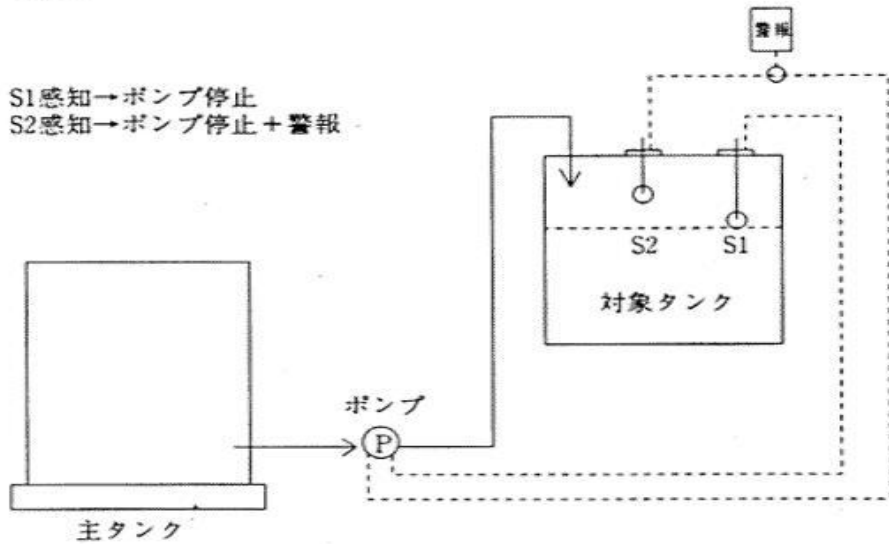 警報
S1感知→ポンプ停止
S2感知→ポンプ停止＋警報
S2
S1
対象タンク
ポンプ
P
主タンク